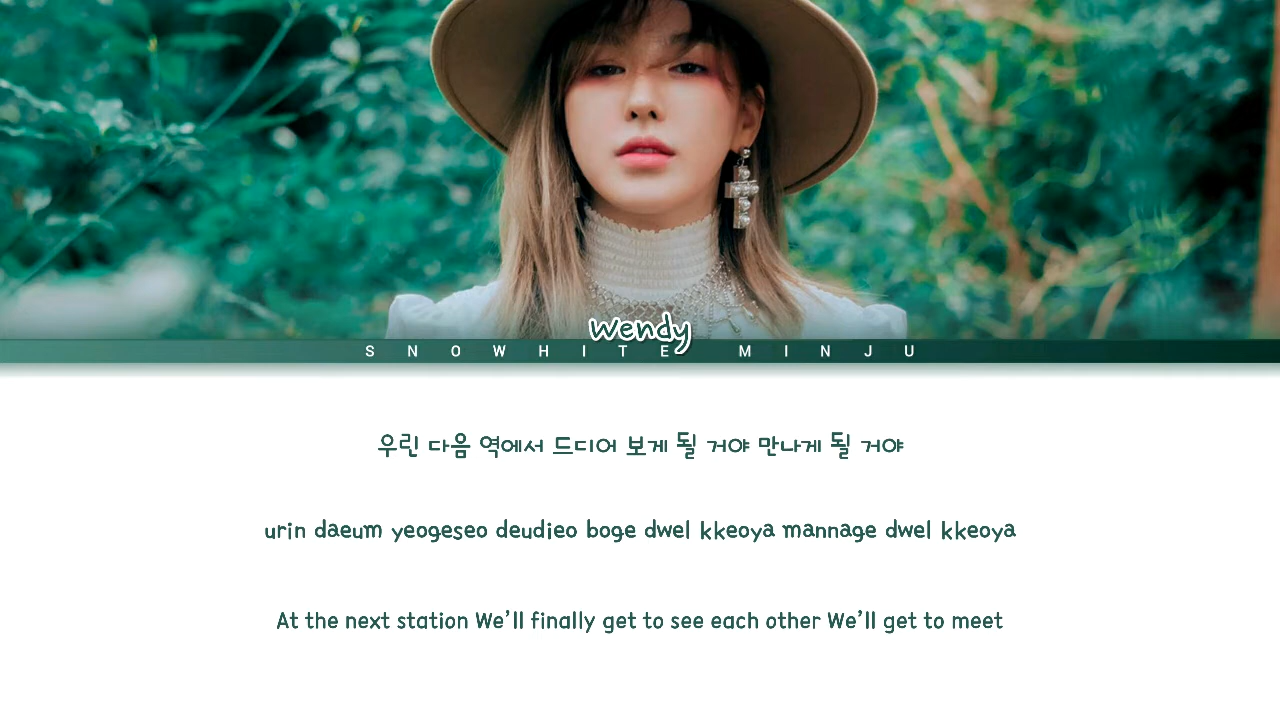 Wendy
SNOWHITE MINJU
우린 다음 역에서 드디어 보게 될 거야 만나게 될 거야
urin daeum yeogeseo deudieo boge dwel kkeoya mannage dwel kkeoya
At the next station We’ll finally get to see each other We’ll get to meet